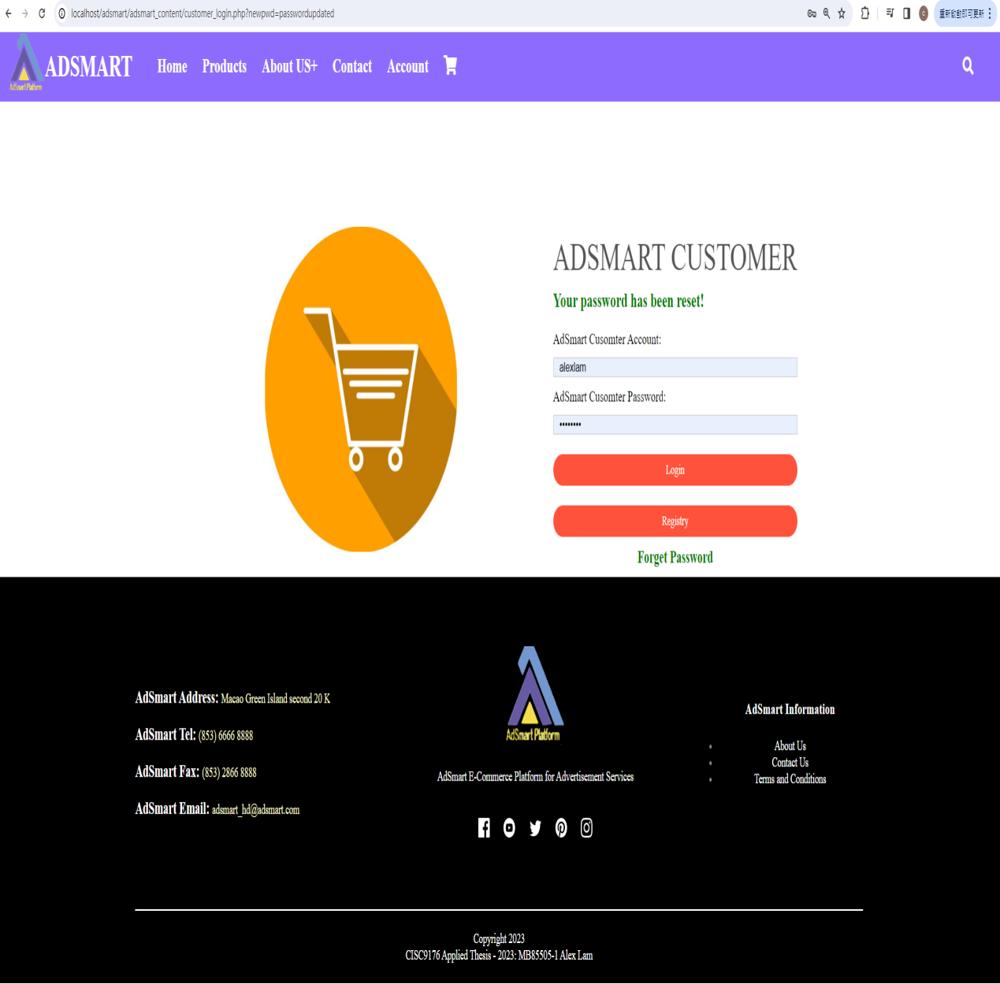 localhost/adsmart/adsmart_content/customer_login.php?newpwd=passwordupdated
重新啟動即可更新
AdSmart Platform
ADSMART
Home
Products
About US+
Contact
Account
ADSMART CUSTOMER
Your password has been reset!
AdSmart Cusomter Account:
alexlam
AdSmart Cusomter Password:
••••••••
Login
Registry
Forget Password
AdSmart Address: Macao Green Island second 20 K
AdSmart Tel: (853) 6666 8888
AdSmart Fax: (853) 2866 8888
AdSmart Email: adsmart_hd@adsmart.com
AdSmart Platform
AdSmart E-Commerce Platform for Advertisement Services
AdSmart Information
About Us
Contact Us
Terms and Conditions
Copyright 2023
CISC9176 Applied Thesis - 2023: MB85505-1 Alex Lam